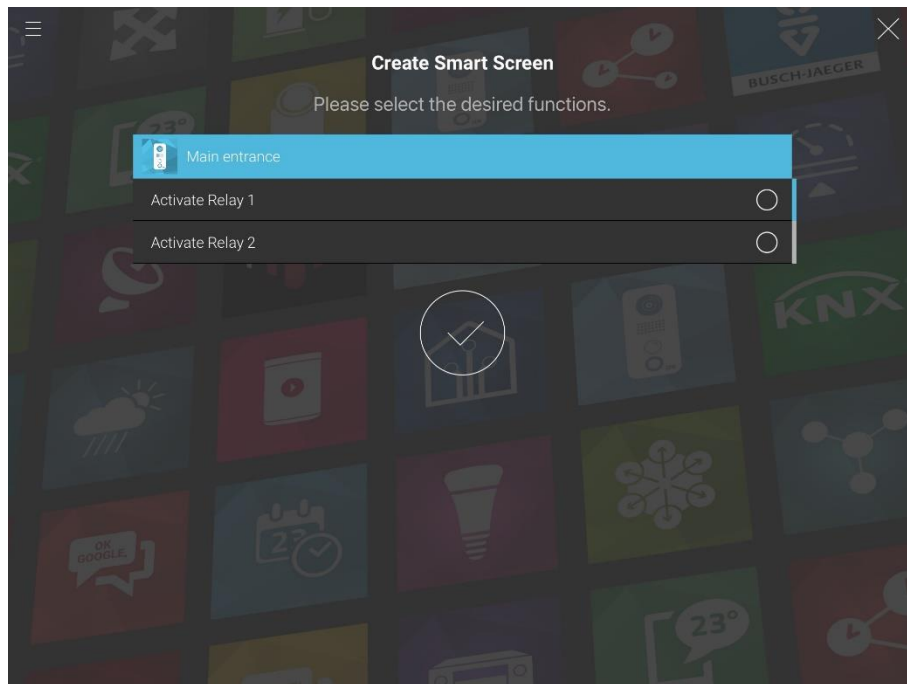 BUSCH-JAEGER
Create Smart Screen
Please select the desired functions.
23°
Main entrance
Activate Relay 1
Activate Relay 2
KNX
OK
GOOGLE,
23
23°